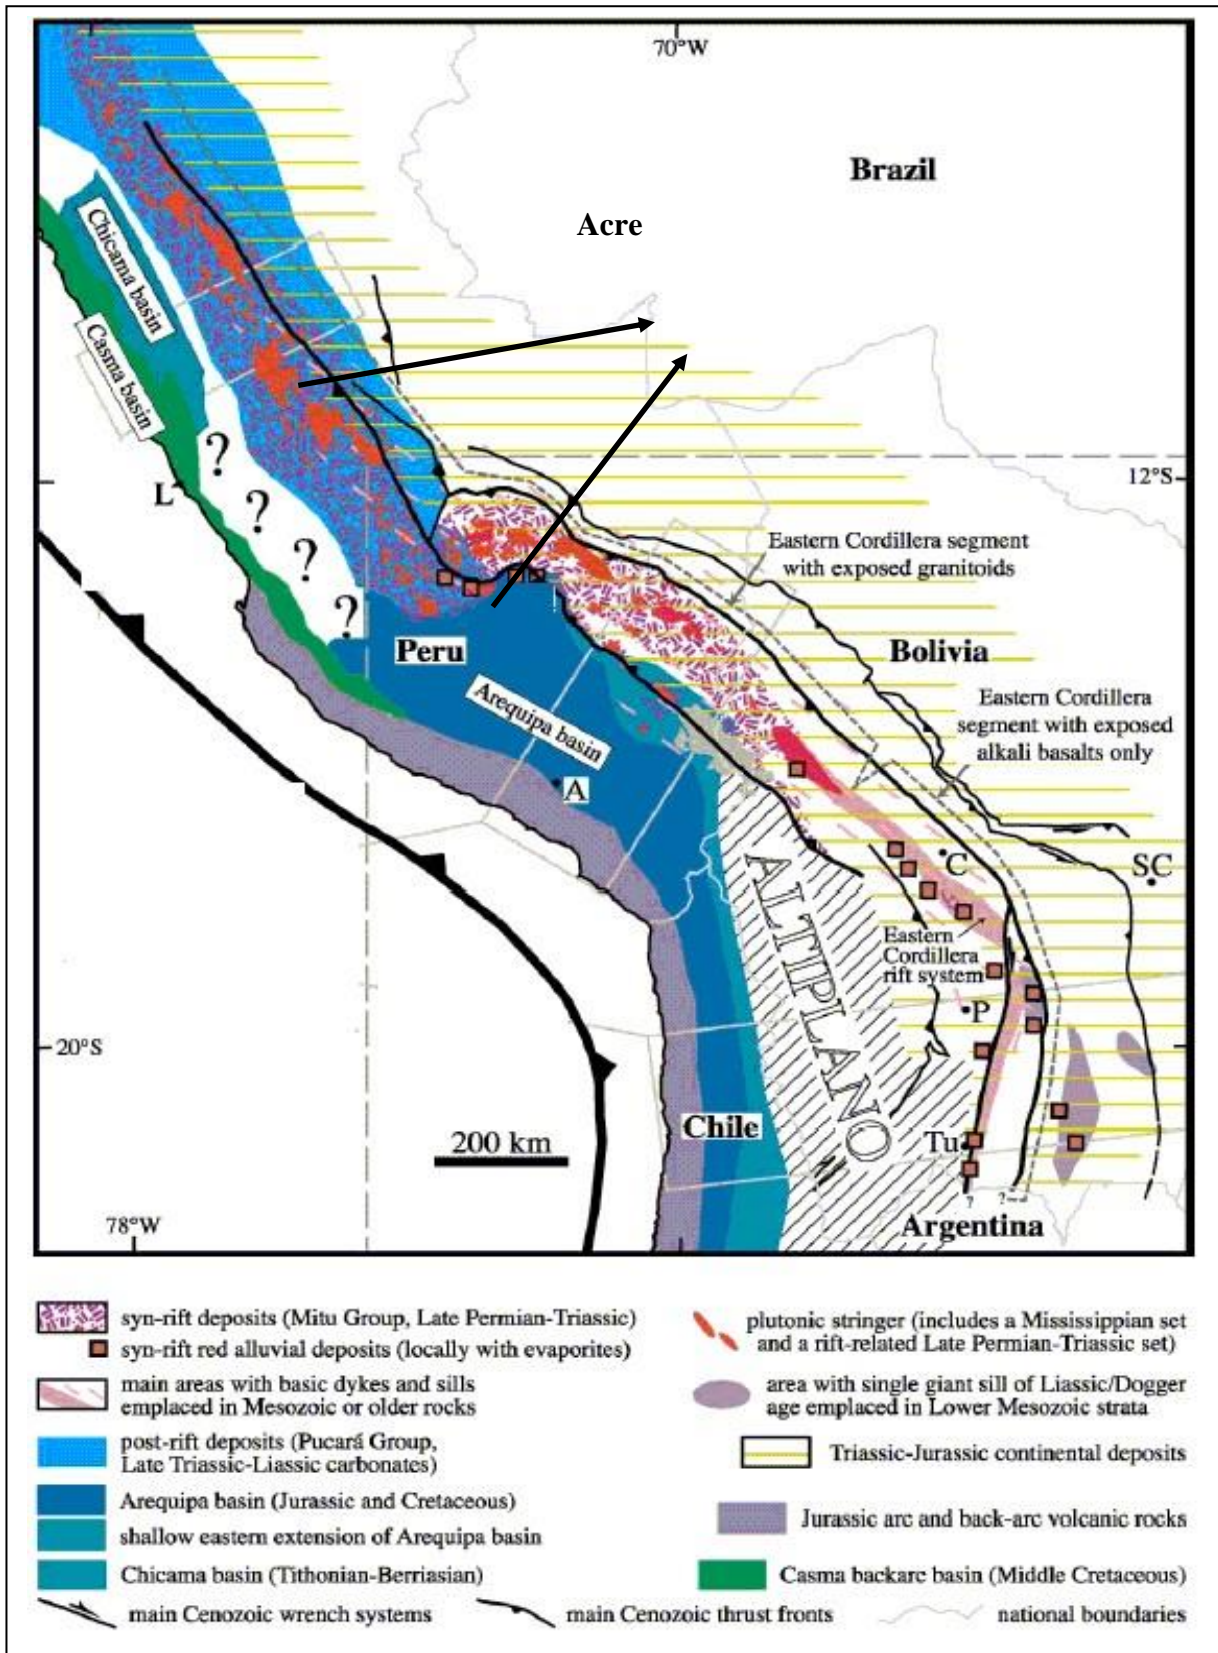 70°W
Brazil
Acre
Chicama basin
Casma basin
?
L
?
12°S
?
Eastern Cordillera segment
with exposed granitoids
?
Peru
Bolivia
Arequipa basin
Eastern Cordillera
segment with exposed
alkali basalts only
A
ALTIPLANO
C
SC
Eastern
Cordillera
rift system
P
20°S
Chile
200 km
Tu
78°W
? ?
Argentina
syn-rift deposits (Mitu Group, Late Permian-Triassic)
syn-rift red alluvial deposits (locally with evaporites)
main areas with basic dykes and sills
emplaced in Mesozoic or older rocks
post-rift deposits (Pucará Group,
Late Triassic-Liassic carbonates)
Arequipa basin (Jurassic and Cretaceous)
shallow eastern extension of Arequipa basin
Chicama basin (Tithonian-Berriasian)
main Cenozoic wrench systems
plutonic stringer (includes a Mississippian set
and a rift-related Late Permian-Triassic set)
area with single giant sill of Liassic/Dogger
age emplaced in Lower Mesozoic strata
Triassic-Jurassic continental deposits
Jurassic arc and back-arc volcanic rocks
Casma backarc basin (Middle Cretaceous)
main Cenozoic thrust fronts
national boundaries